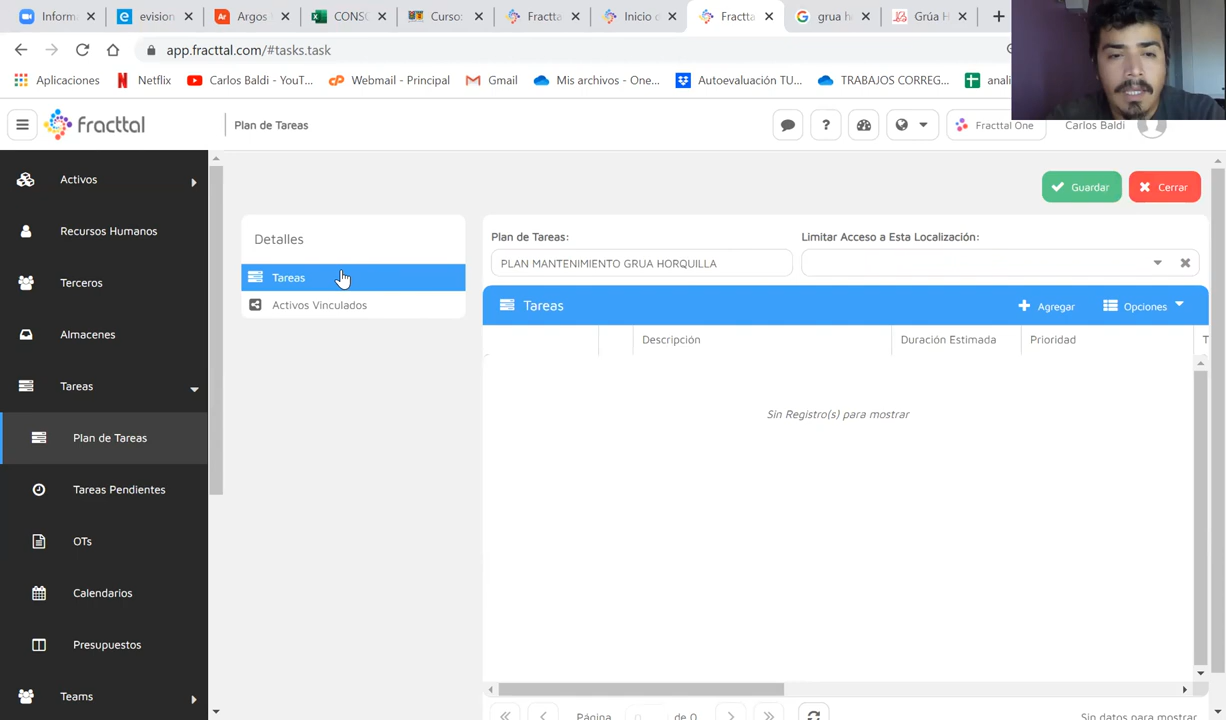 Inform
evision
Argos
CONSO
Curso:
Fractta
Inicio
Fractta
grua h
Grúa H
app.fracttal.com/#tasks.task
Aplicaciones
Netflix
Carlos Baldi - YouT...
Webmail - Principal
Gmail
Mis archivos - One...
Autoevaluación TU...
TRABAJOS CORREG...
fracttal
Plan de Tareas
Fracttal One
Carlos Baldi
Activos
Recursos Humanos
Terceros
Almacenes
Tareas
Plan de Tareas
Tareas Pendientes
OTs
Calendarios
Presupuestos
Teams
Guardar
Cerrar
Detalles
Tareas
Activos Vinculados
Plan de Tareas:
Limitar Acceso a Esta Localización:
PLAN MANTENIMIENTO GRUA HORQUILLA
Tareas
Agregar
Opciones
Descripción
Duración Estimada
Prioridad
T
Sin Registro(s) para mostrar
Página
0
de 0
Sin datos para mostrar